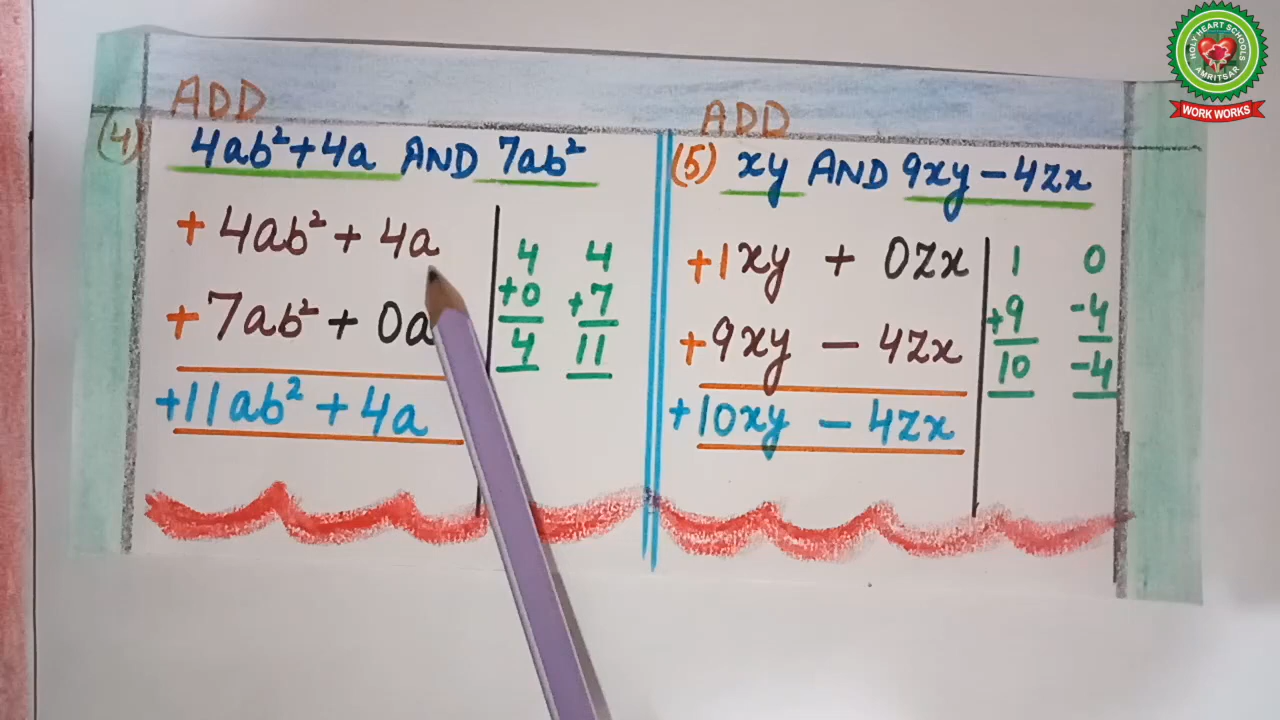 ADD
(4) 4ab²+4a AND 7ab²
+ 4ab² + 4a
+ 7ab² + 0a
+11ab² + 4a
4 4
+0 +7
4 11
ADD
(5) xy AND 9xy – 4zx
+1xy + 0zx
+9xy – 4zx
+10xy – 4zx
1 0
+9 -4
10 -4
HOLY HEART SCHOOLS
AMRITSAR
WORK WORKS